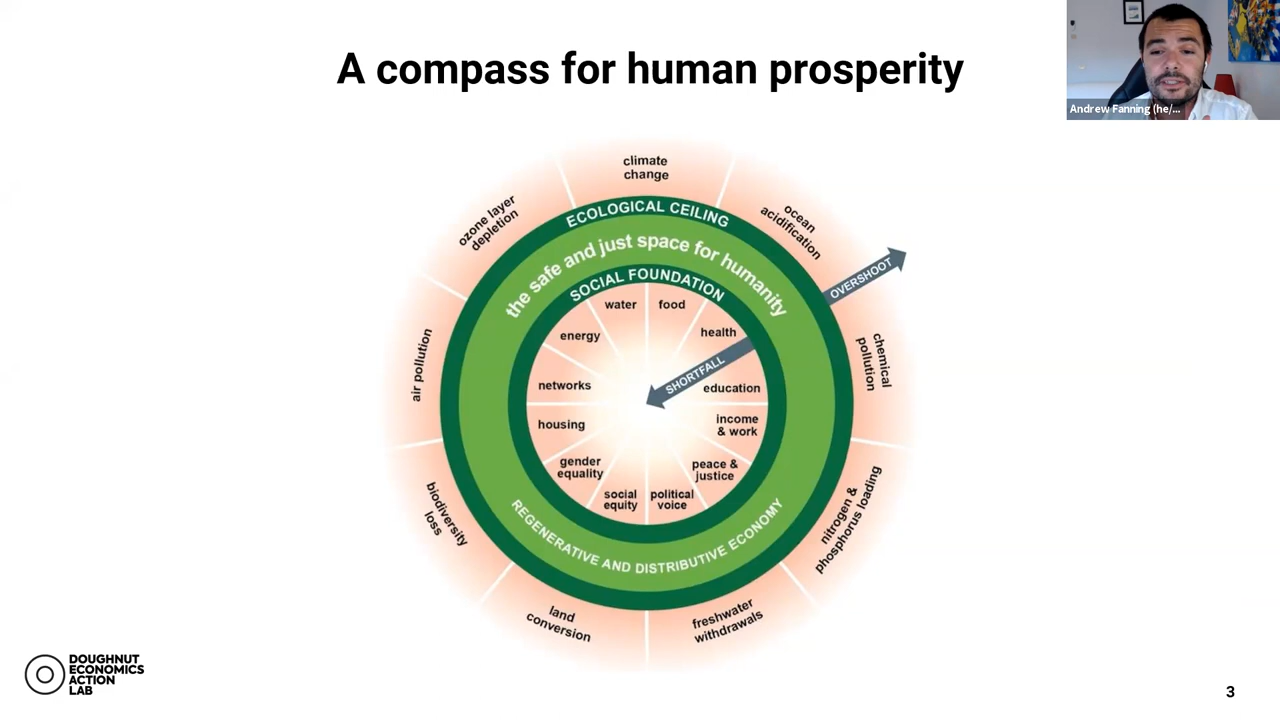 A compass for human prosperity
Andrew Fanning (he/...
climate
change
ocean
acidification
chemical
pollution
nitrogen &
phosphorus loading
freshwater
withdrawals
land
conversion
biodiversity
loss
air pollution
ozone layer
depletion
ECOLOGICAL CEILING
the safe and just space for humanity
SOCIAL FOUNDATION
OVERSHOOT
SHORTFALL
water
food
health
education
income
& work
peace &
justice
political
voice
social
equity
gender
equality
housing
networks
energy
REGENERATIVE AND DISTRIBUTIVE ECONOMY
DOUGHNUT
ECONOMICS
ACTION
LAB
3